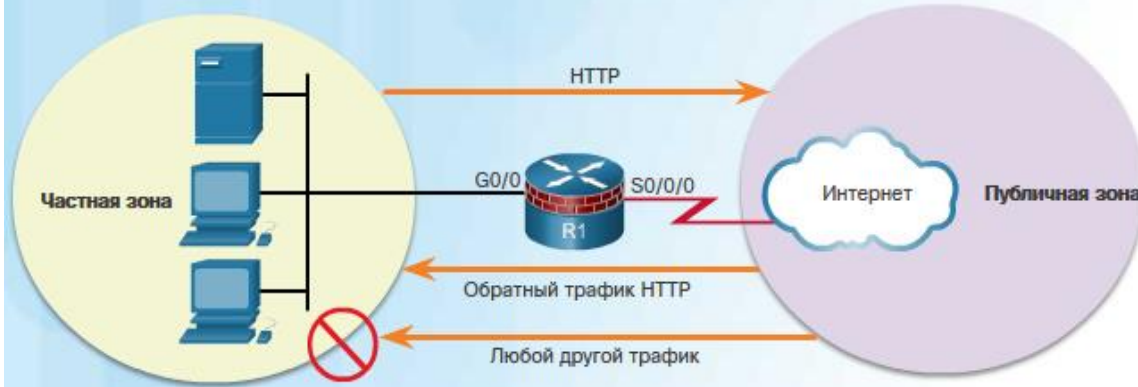 HTTP
G0/0
S0/0/0
Частная зона
Интернет
Публичная зона
R1
Обратный трафик HTTP
Любой другой трафик